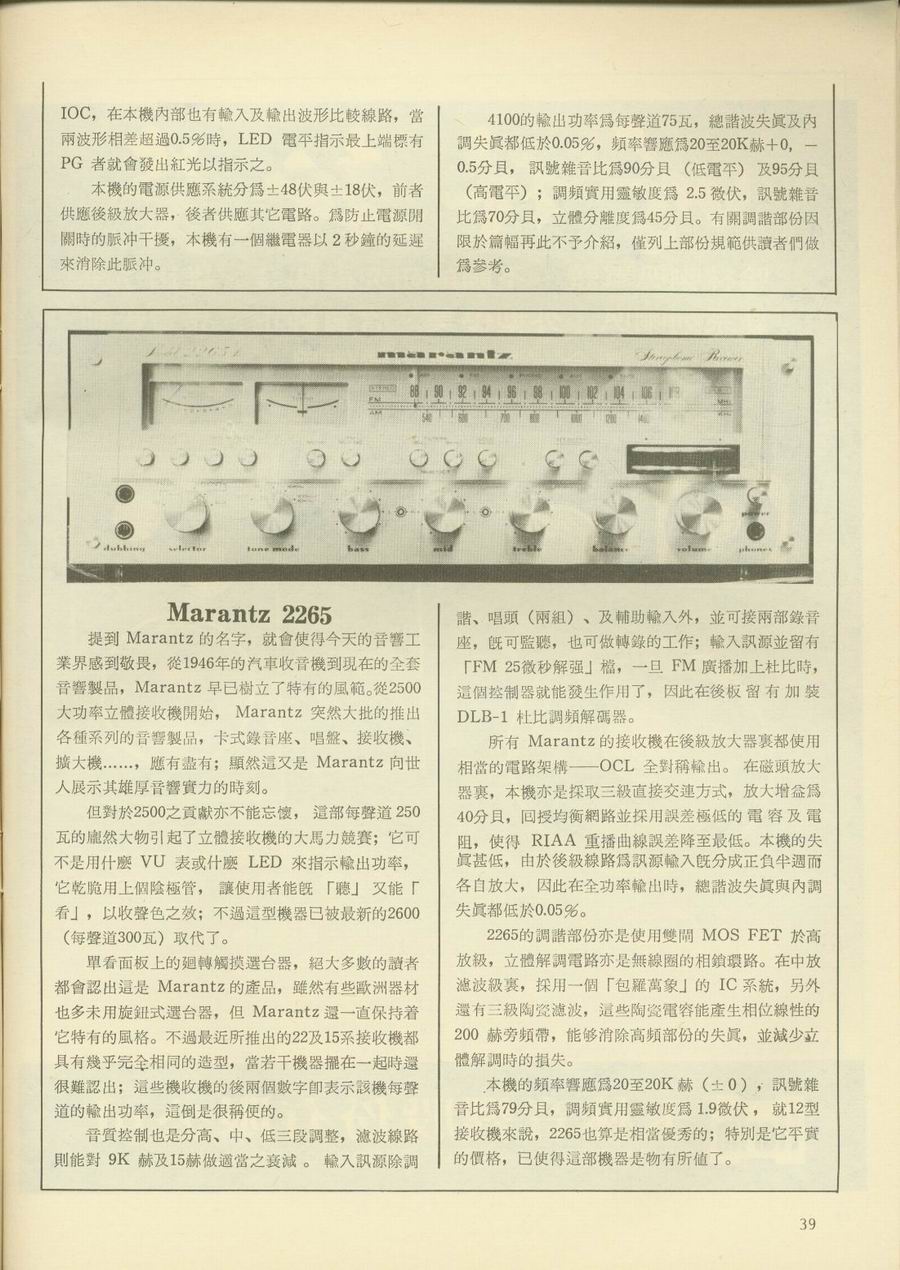 IOC，在本機內部也有輸入及輸出波形比較線路，當
兩波形相差超過0.5%時，LED 電平指示最上端標有
PG 者就會發出紅光以指示之。
本機的電源供應系統分爲±48伏與±18伏，前者
供應後級放大器，後者供應其它電路。爲防止電源開
關時的脈冲干擾，本機有一個繼電器以 2 秒鐘的延遲
來消除此脈冲。
4100的輸出功率爲每聲道75瓦，總諧波失眞及內
調失眞都低於0.05%，頻率響應爲20至20K赫＋0，－
0.5分貝，訊號雜音比爲90分貝（低電平）及95分貝
（高電平）；調頻實用靈敏度爲 2.5 微伏，訊號雜音
比爲70分貝，立體分離度爲45分貝。有關調諧部份因
限於篇幅再此不予介紹，僅列上部份規範供讀者們做
爲參考。
marantz
Stereophonic Receiver
STEREO
FM 88 90 92 94 96 98 100 102 104 106 MHz
AM 540 600 700 800 1000 1200 1400 KHz
power
dubbing selector tone mode bass mid treble balance volume phones
Marantz 2265
提到 Marantz 的名字，就會使得今天的音響工
業界感到敬畏，從1946年的汽車收音機到現在的全套
音響製品，Marantz 早已樹立了特有的風範。從2500
大功率立體接收機開始， Marantz 突然大批的推出
各種系列的音響製品，卡式錄音座、唱盤、接收機、
擴大機……，應有盡有；顯然這又是 Marantz 向世
人展示其雄厚音響實力的時刻。
但對於2500之貢獻亦不能忘懷， 這部每聲道 250
瓦的龐然大物引起了立體接收機的大馬力競賽；它可
不是用什麽 VU 表或什麽 LED 來指示輸出功率，
它乾脆用上個陰極管， 讓使用者能旣「聽」又能「
看」，以收聲色之效；不過這型機器已被最新的2600
（每聲道300瓦）取代了。
單看面板上的廻轉觸摸選台器，絕大多數的讀者
都會認出這是 Marantz 的產品，雖然有些歐洲器材
也多未用旋鈕式選台器，但 Marantz 還一直保持着
它特有的風格。不過最近所推出的22及15系接收機都
具有幾乎完全相同的造型，當若干機器擺在一起時還
很難認出；這些機收機的後兩個數字卽表示該機每聲
道的輸出功率，這倒是很稱便的。
音質控制也是分高、中、低三段調整，濾波線路
則能對 9K 赫及15赫做適當之衰減 。 輸入訊源除調
諧、唱頭（兩組）、及輔助輸入外，並可接兩部錄音
座，旣可監聽，也可做轉錄的工作；輸入訊源並留有
「FM 25微秒解强」檔，一旦 FM 廣播加上杜比時，
這個控制器就能發生作用了，因此在後板 留 有 加 裝
DLB-1 杜比調頻解碼器。
所有 Marantz 的接收機在後級放大器裏都使用
相當的電路架構——OCL 全對稱輸出。 在磁頭放大
器裏，本機亦是採取三級直接交連方式，放大增益爲
40分貝，回授均衡網路並採用誤差極低的 電 容 及 電
阻，使得 RIAA 重播曲線誤差降至最低。本機的失
眞甚低，由於後級線路爲訊源輸入旣分成正負半週而
各自放大，因此在全功率輸出時，總諧波失眞與內調
失眞都低於0.05%。
2265的調諧部份亦是使用雙閘 MOS FET 於高
放級，立體解調電路亦是無線圈的相鎖環路。在中放
濾波級裏，採用一個「包羅萬象」的 IC 系統，另外
還有三級陶瓷濾波，這些陶瓷電容能產生相位線性的
200 赫旁頻帶，能够消除高頻部份的失眞，並減少立
體解調時的損失。
本機的頻率響應爲20至20K 赫（±0），訊號雜
音比爲79分貝，調頻實用靈敏度爲 1.9微伏， 就12型
接收機來說，2265也算是相當優秀的；特別是它平實
的價格，已使得這部機器是物有所値了。
39